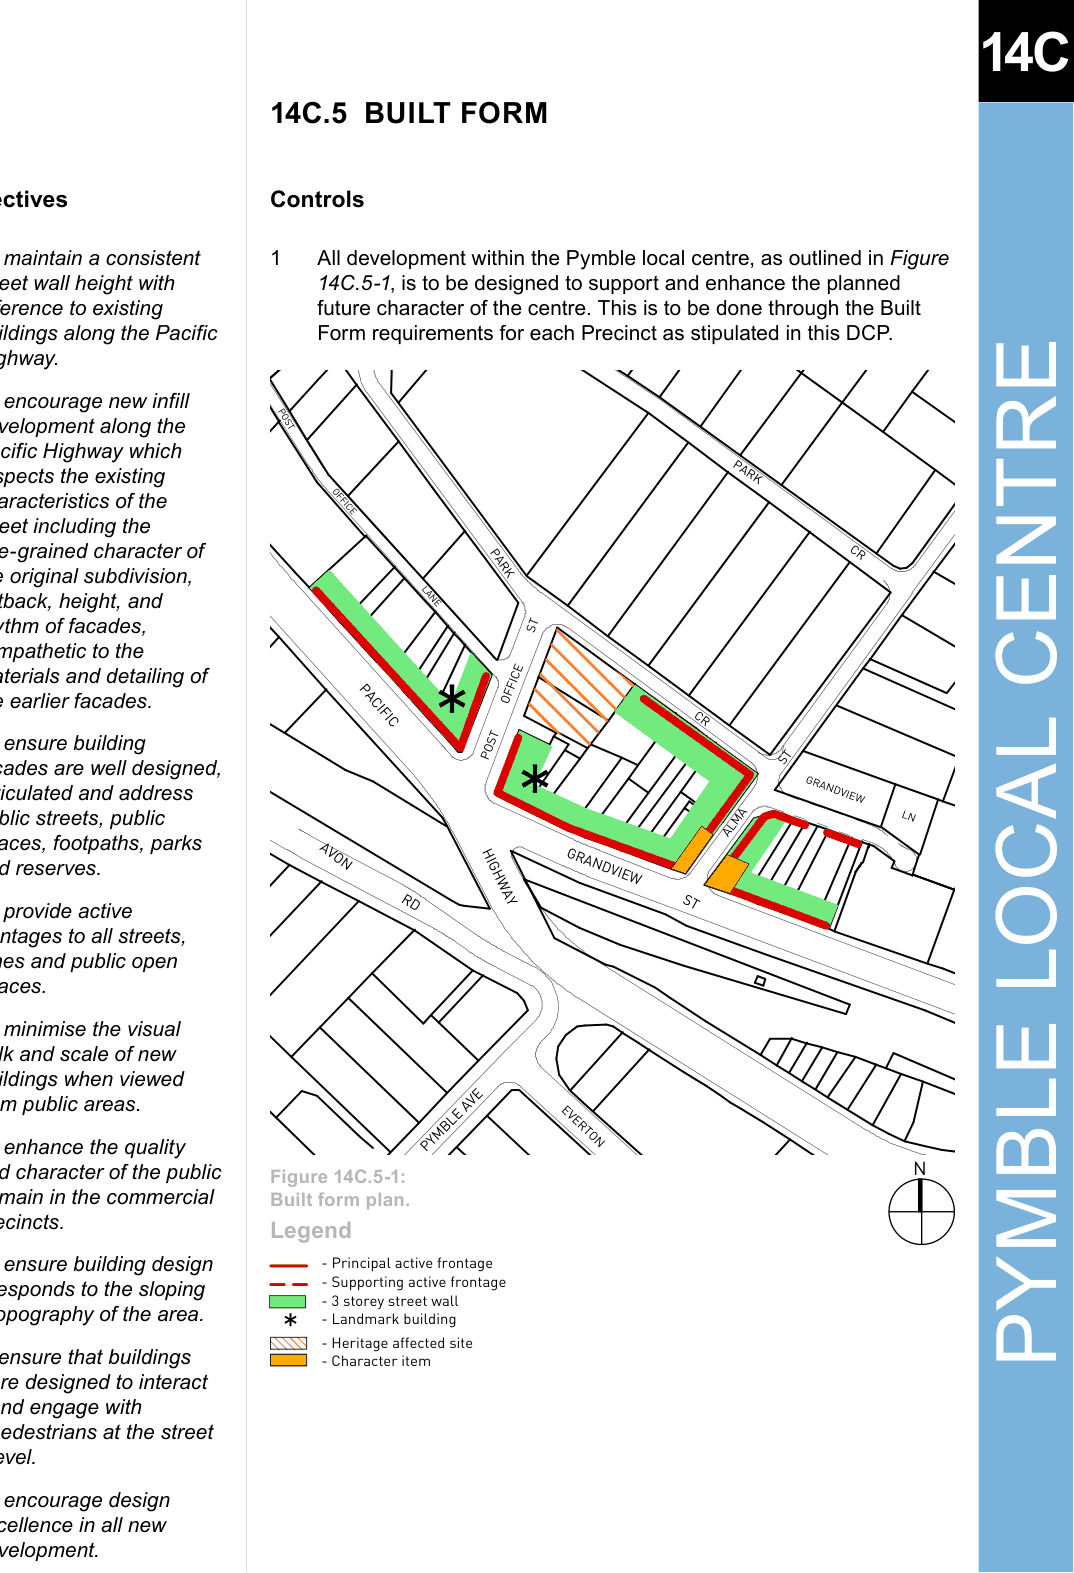 14C
14C.5 BUILT FORM
ectives
maintain a consistent
eet wall height with
ference to existing
ildings along the Pacific
ghway.
encourage new infill
velopment along the
cific Highway which
spects the existing
aracteristics of the
eet including the
e-grained character of
e original subdivision,
tback, height, and
ythm of facades,
mpathetic to the
aterials and detailing of
e earlier facades.
ensure building
cades are well designed,
ticulated and address
blic streets, public
aces, footpaths, parks
d reserves.
provide active
ntages to all streets,
nes and public open
aces.
minimise the visual
lk and scale of new
ildings when viewed
m public areas.
enhance the quality
d character of the public
main in the commercial
ecincts.
ensure building design
esponds to the sloping
opography of the area.
ensure that buildings
re designed to interact
nd engage with
edestrians at the street
evel.
encourage design
cellence in all new
velopment.
Controls
1 All development within the Pymble local centre, as outlined in Figure
14C.5-1, is to be designed to support and enhance the planned
future character of the centre. This is to be done through the Built
Form requirements for each Precinct as stipulated in this DCP.
POST
OFFICE
LANE
PARK
ST
PARK
CR
PACIFIC
HIGHWAY
POST
OFFICE
CR
ST
ALMA
GRANDVIEW
LN
GRANDVIEW
ST
AVON
RD
PYMBLE AVE
EVERTON
N
Figure 14C.5-1:
Built form plan.
Legend
- Principal active frontage
- Supporting active frontage
- 3 storey street wall
- Landmark building
- Heritage affected site
- Character item
PYMBLE LOCAL CENTRE